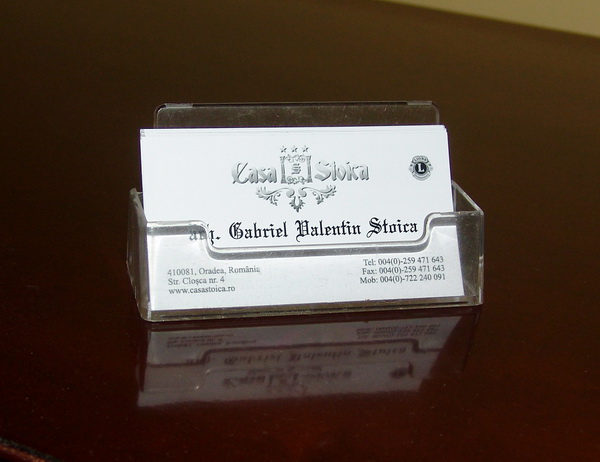 Casa Stoica
L
Gabriel Valentin Stoica
410081, Oradea, România
Tel: 004(0)-259 471 643
Str. Cloşca nr. 4
Fax: 004(0)-259 471 643
www.casastoica.ro
Mob: 004(0)-722 240 091